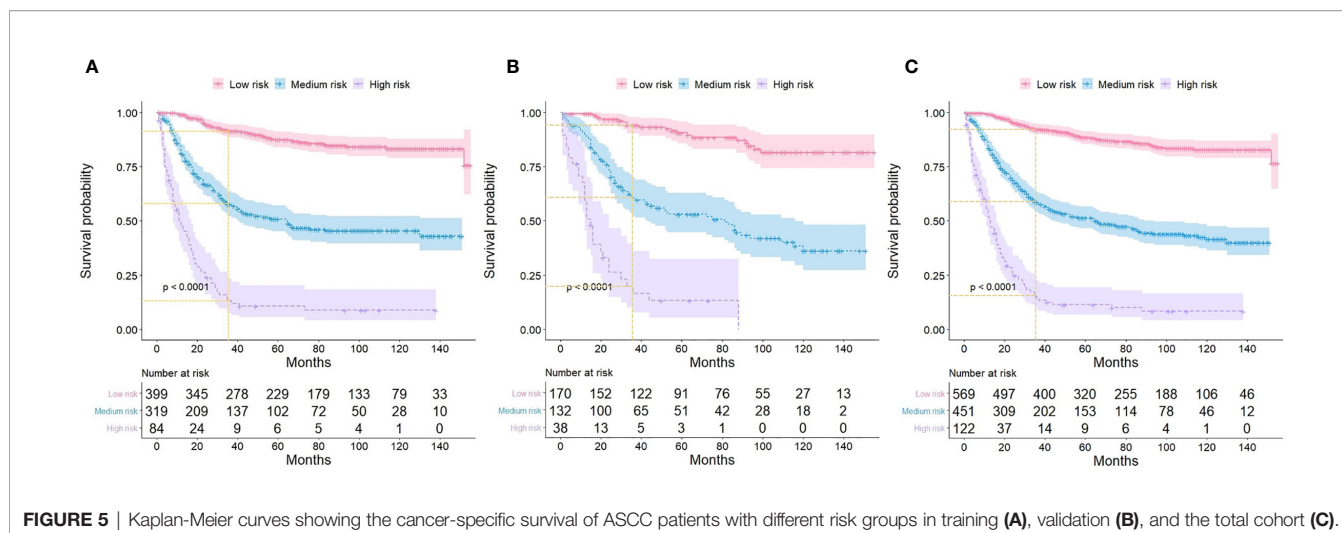 A
Low risk Medium risk High risk
1.00
0.75
0.50
0.25
0.00
Survival probability
p < 0.0001
0 20 40 60 80 100 120 140
Months
Number at risk
Low risk 399 345 278 229 179 133 79 33
Medium risk 319 209 137 102 72 50 28 10
High risk 84 24 9 6 5 4 1 0
0 20 40 60 80 100 120 140
Months
B
Low risk Medium risk High risk
1.00
0.75
0.50
0.25
0.00
Survival probability
p < 0.0001
0 20 40 60 80 100 120 140
Months
Number at risk
Low risk 170 152 122 91 76 55 27 13
Medium risk 132 100 65 51 42 28 18 2
High risk 38 13 5 3 1 0 0 0
0 20 40 60 80 100 120 140
Months
C
Low risk Medium risk High risk
1.00
0.75
0.50
0.25
0.00
Survival probability
p < 0.0001
0 20 40 60 80 100 120 140
Months
Number at risk
Low risk 569 497 400 320 255 188 106 46
Medium risk 451 309 202 153 114 78 46 12
High risk 122 37 14 9 6 4 1 0
0 20 40 60 80 100 120 140
Months
FIGURE 5 | Kaplan-Meier curves showing the cancer-specific survival of ASCC patients with different risk groups in training (A), validation (B), and the total cohort (C).